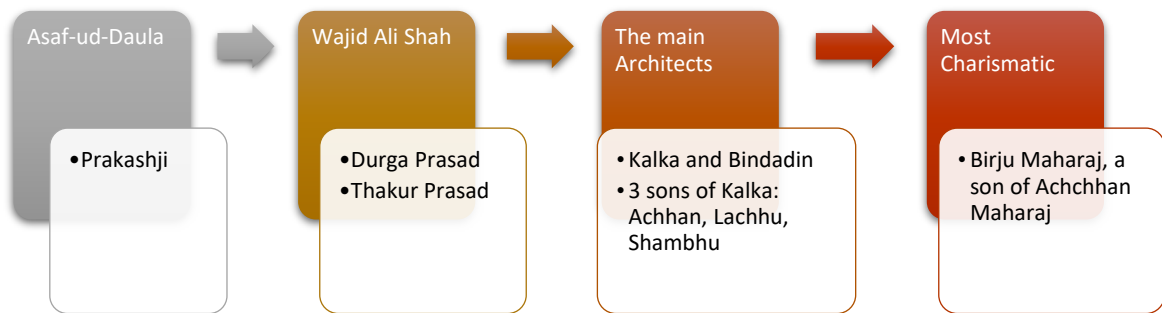 Asaf-ud-Daula
•Prakashji
Wajid Ali Shah
•Durga Prasad
•Thakur Prasad
The main
Architects
•Kalka and Bindadin
•3 sons of Kalka:
Achhan, Lachhu,
Shambhu
Most
Charismatic
•Birju Maharaj, a
son of Achchhan
Maharaj